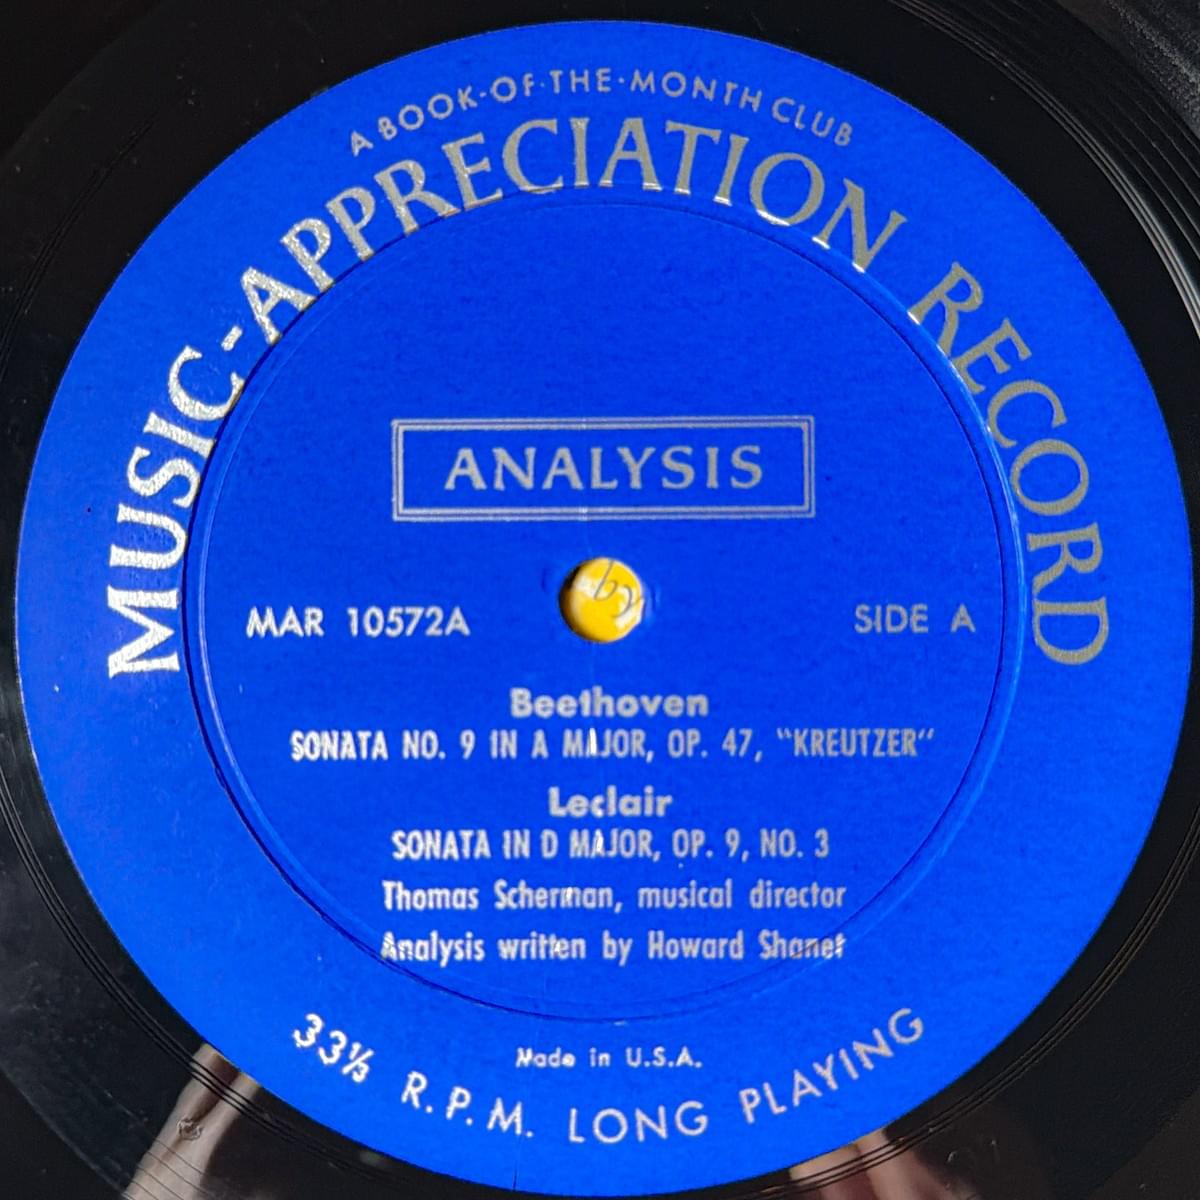 A BOOK-OF-THE-MONTH CLUB
MUSIC-APPRECIATION RECORD
ANALYSIS
by
MAR 10572A SIDE A
Beethoven
SONATA NO. 9 IN A MAJOR, OP. 47, "KREUTZER"
Leclair
SONATA IN D MAJOR, OP. 9, NO. 3
Thomas Scherman, musical director
Analysis written by Howard Shanet
Made in U.S.A.
33⅓ R.P.M. LONG PLAYING